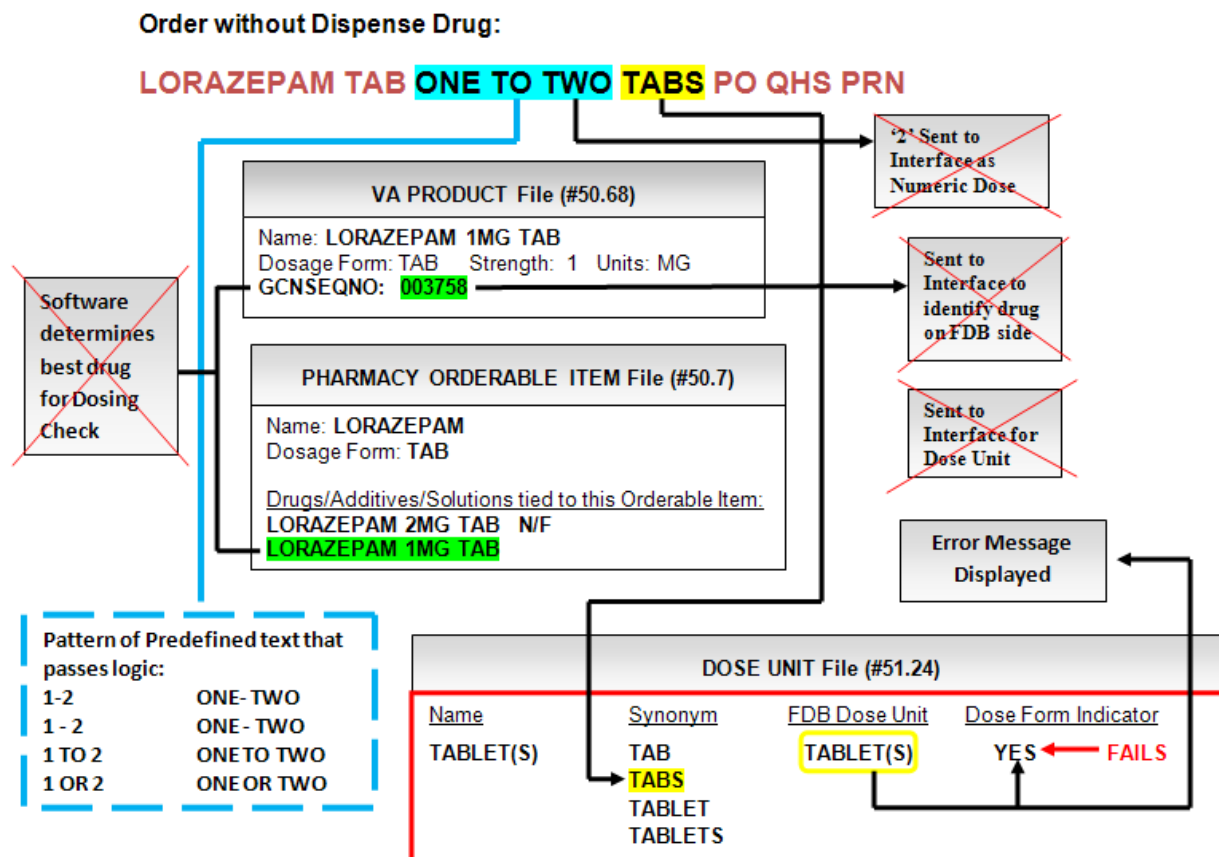 Order without Dispense Drug:
LORAZEPAM TAB ONE TO TWO TABS PO QHS PRN
'2' Sent to
Interface as
Numeric Dose
VA PRODUCT File (#50.68)
Name: LORAZEPAM 1MG TAB
Dosage Form: TAB Strength: 1 Units: MG
GCNSEQNO: 003758
Sent to
Interface to
identify drug
on FDB side
Software
determines
best drug
for Dosing
Check
PHARMACY ORDERABLE ITEM File (#50.7)
Name: LORAZEPAM
Dosage Form: TAB
Drugs/Additives/Solutions tied to this Orderable Item:
LORAZEPAM 2MG TAB N/F
LORAZEPAM 1MG TAB
Sent to
Interface for
Dose Unit
Error Message
Displayed
Pattern of Predefined text that
passes logic:
1-2 ONE- TWO
1 - 2 ONE - TWO
1 TO 2 ONE TO TWO
1 OR 2 ONE OR TWO
DOSE UNIT File (#51.24)
Name Synonym FDB Dose Unit Dose Form Indicator
TABLET(S) TAB TABLET(S) YES FAILS
TABS
TABLET
TABLETS